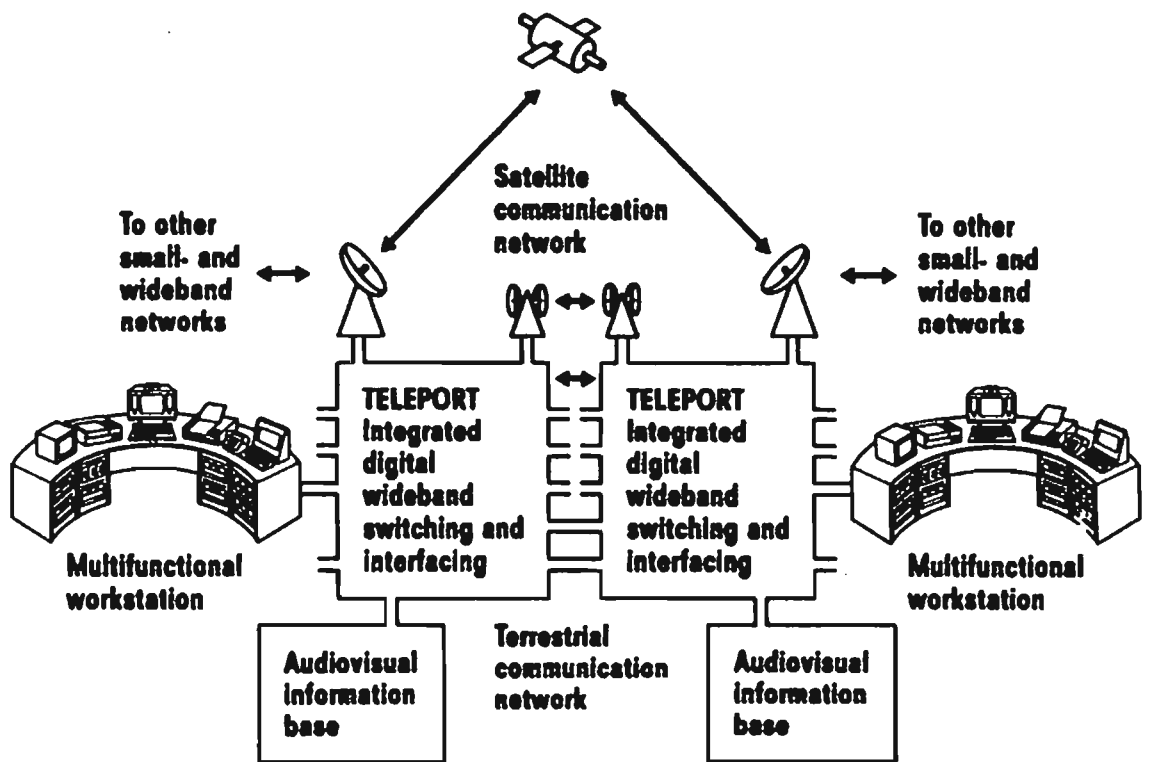 Satellite
communication
network
To other
small- and
wideband
networks
To other
small- and
wideband
networks
TELEPORT
integrated
digital
wideband
switching and
interfacing
TELEPORT
integrated
digital
wideband
switching and
interfacing
Multifunctional
workstation
Multifunctional
workstation
Audiovisual
information
base
Terrestrial
communication
network
Audiovisual
information
base